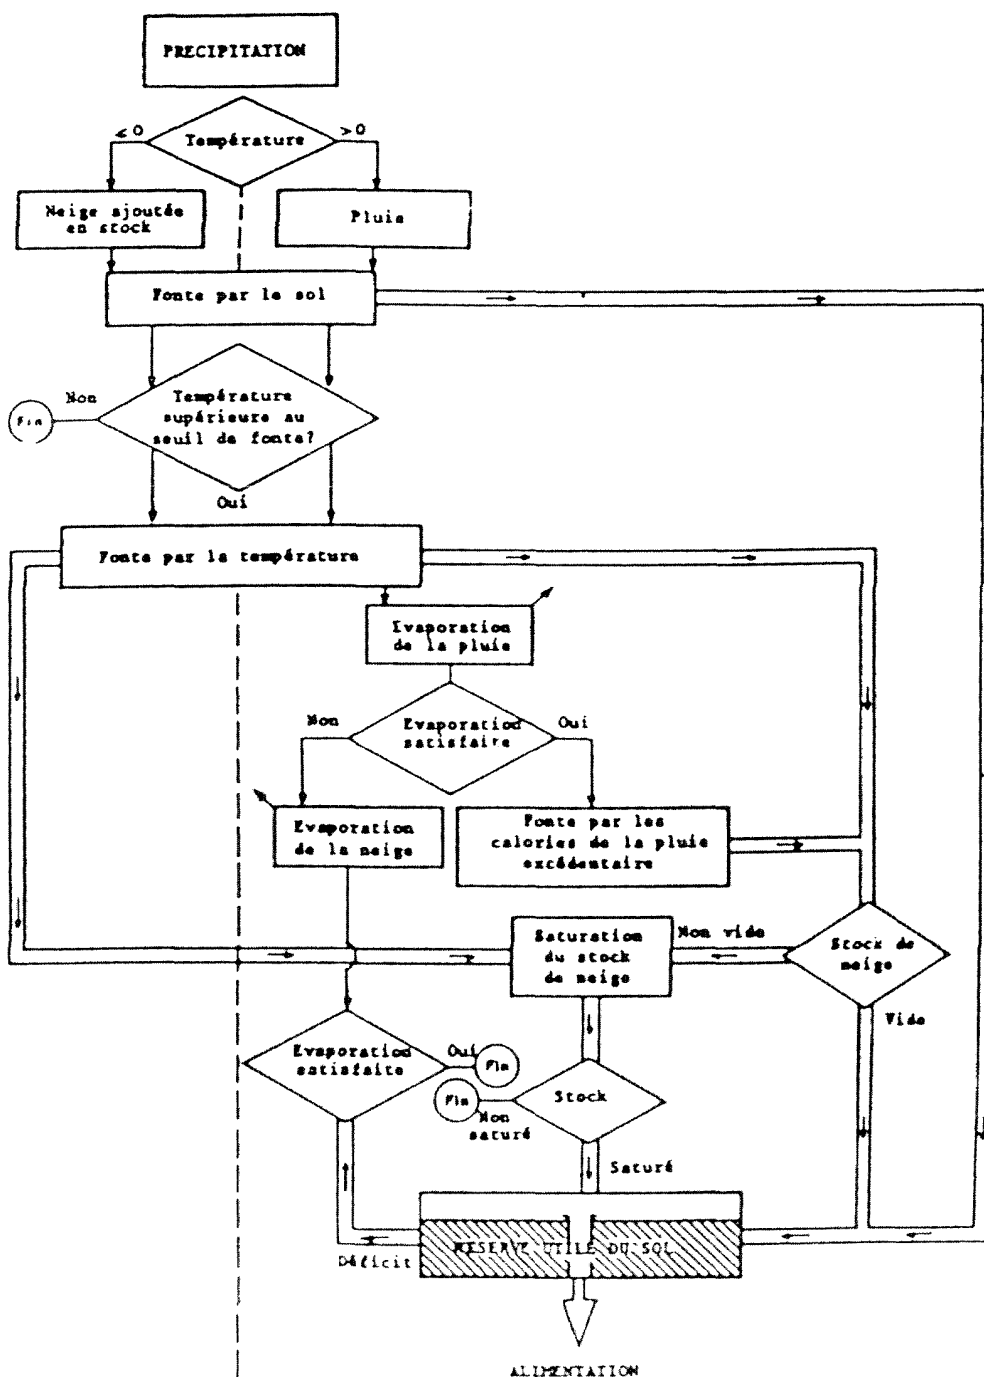 PRECIPITATION
≤ 0
Température
> 0
Neige ajoutée
en stock
Pluie
Fonte par le sol
Non
Température
supérieure au
seuil de fonte?
Fin
Oui
Fonte par la température
Evaporation
de la pluie
Non
Evaporation
satisfaite
Oui
Evaporation
de la neige
Fonte par les
calories de la pluie
excédentaire
Saturation
du stock
de neige
Non vide
Stock de
neige
Vide
Evaporation
satisfaite
Oui
Fin
Fin
Stock
Non
saturé
Saturé
RESERVE UTILE DU SOL
Déficit
ALIMENTATION